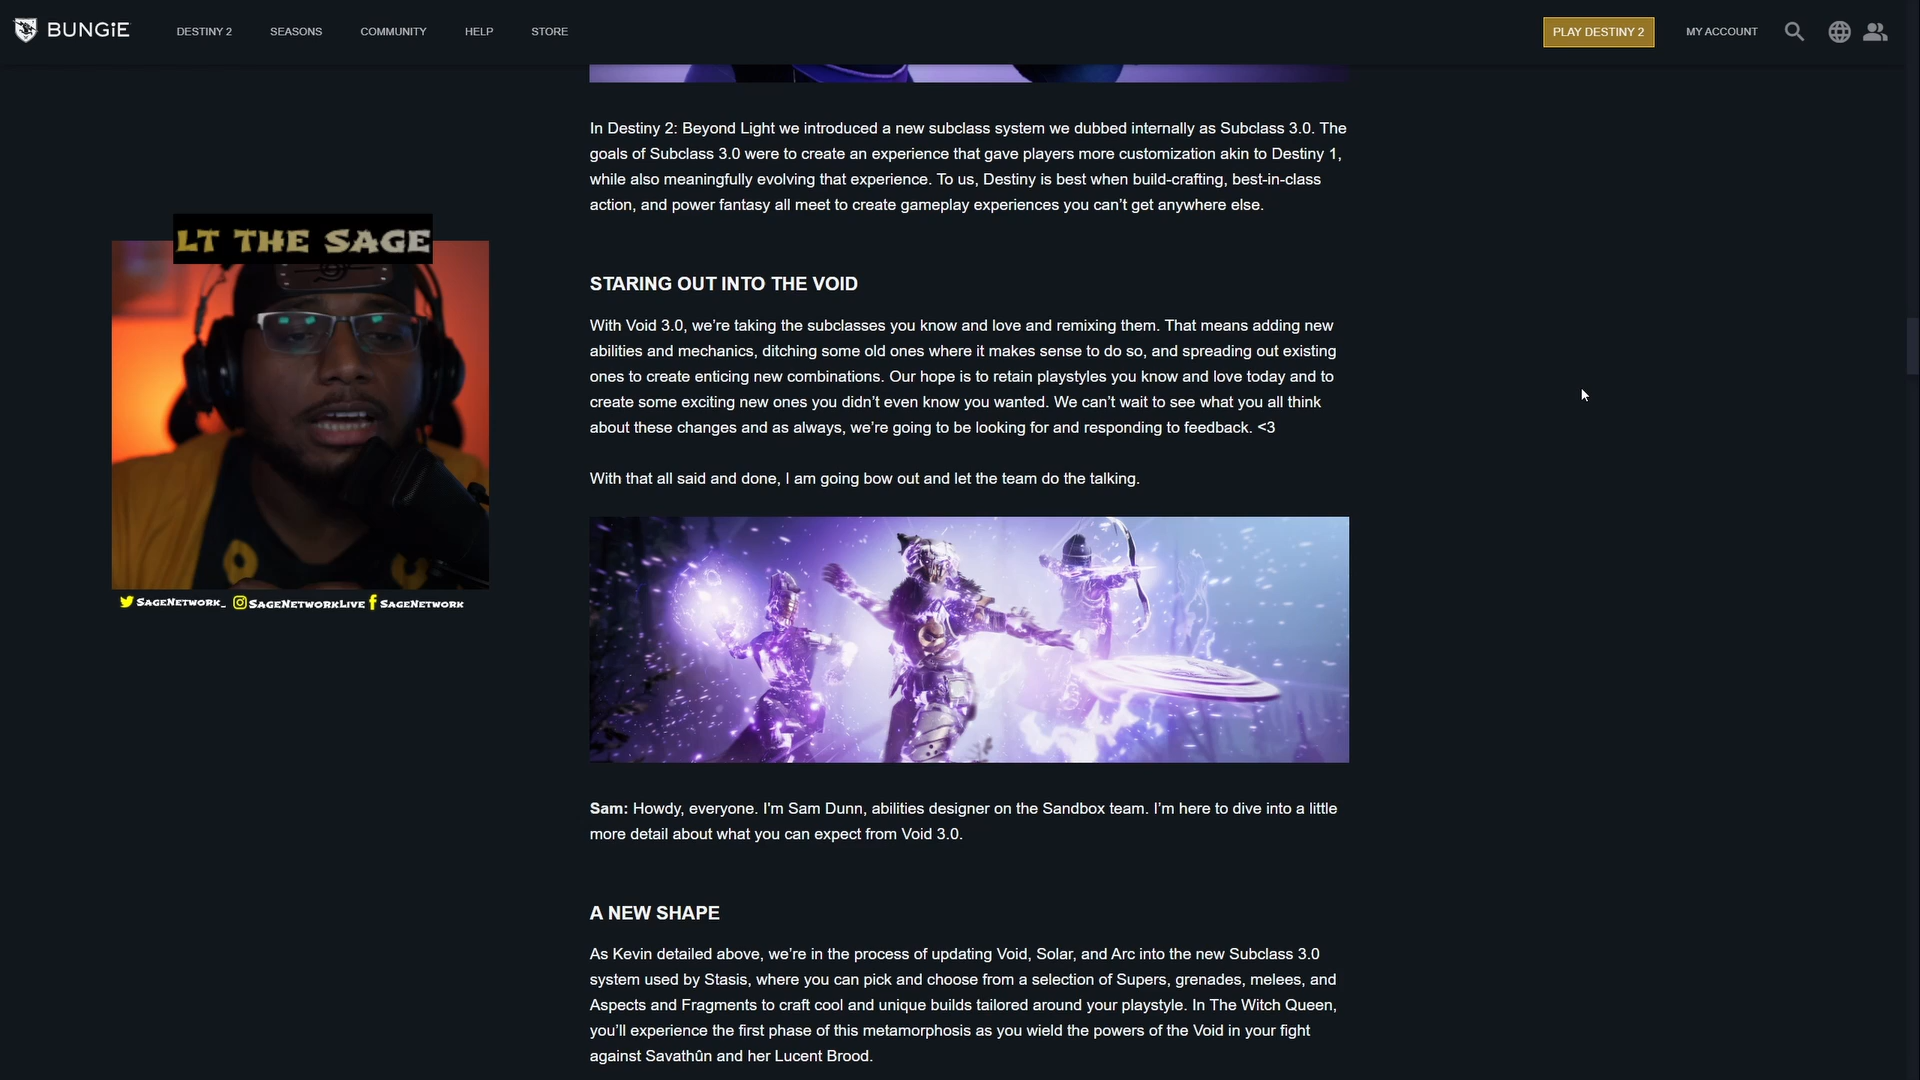 BUNGiE
DESTINY 2 SEASONS COMMUNITY HELP STORE
PLAY DESTINY 2 MY ACCOUNT
In Destiny 2: Beyond Light we introduced a new subclass system we dubbed internally as Subclass 3.0. The
goals of Subclass 3.0 were to create an experience that gave players more customization akin to Destiny 1,
while also meaningfully evolving that experience. To us, Destiny is best when build-crafting, best-in-class
action, and power fantasy all meet to create gameplay experiences you can’t get anywhere else.
LT THE SAGE
SAGENETWORK_ SAGENETWORKLIVE SAGENETWORK
STARING OUT INTO THE VOID
With Void 3.0, we’re taking the subclasses you know and love and remixing them. That means adding new
abilities and mechanics, ditching some old ones where it makes sense to do so, and spreading out existing
ones to create enticing new combinations. Our hope is to retain playstyles you know and love today and to
create some exciting new ones you didn’t even know you wanted. We can’t wait to see what you all think
about these changes and as always, we’re going to be looking for and responding to feedback. <3
With that all said and done, I am going bow out and let the team do the talking.
Sam: Howdy, everyone. I'm Sam Dunn, abilities designer on the Sandbox team. I’m here to dive into a little
more detail about what you can expect from Void 3.0.
A NEW SHAPE
As Kevin detailed above, we’re in the process of updating Void, Solar, and Arc into the new Subclass 3.0
system used by Stasis, where you can pick and choose from a selection of Supers, grenades, melees, and
Aspects and Fragments to craft cool and unique builds tailored around your playstyle. In The Witch Queen,
you’ll experience the first phase of this metamorphosis as you wield the powers of the Void in your fight
against Savathûn and her Lucent Brood.